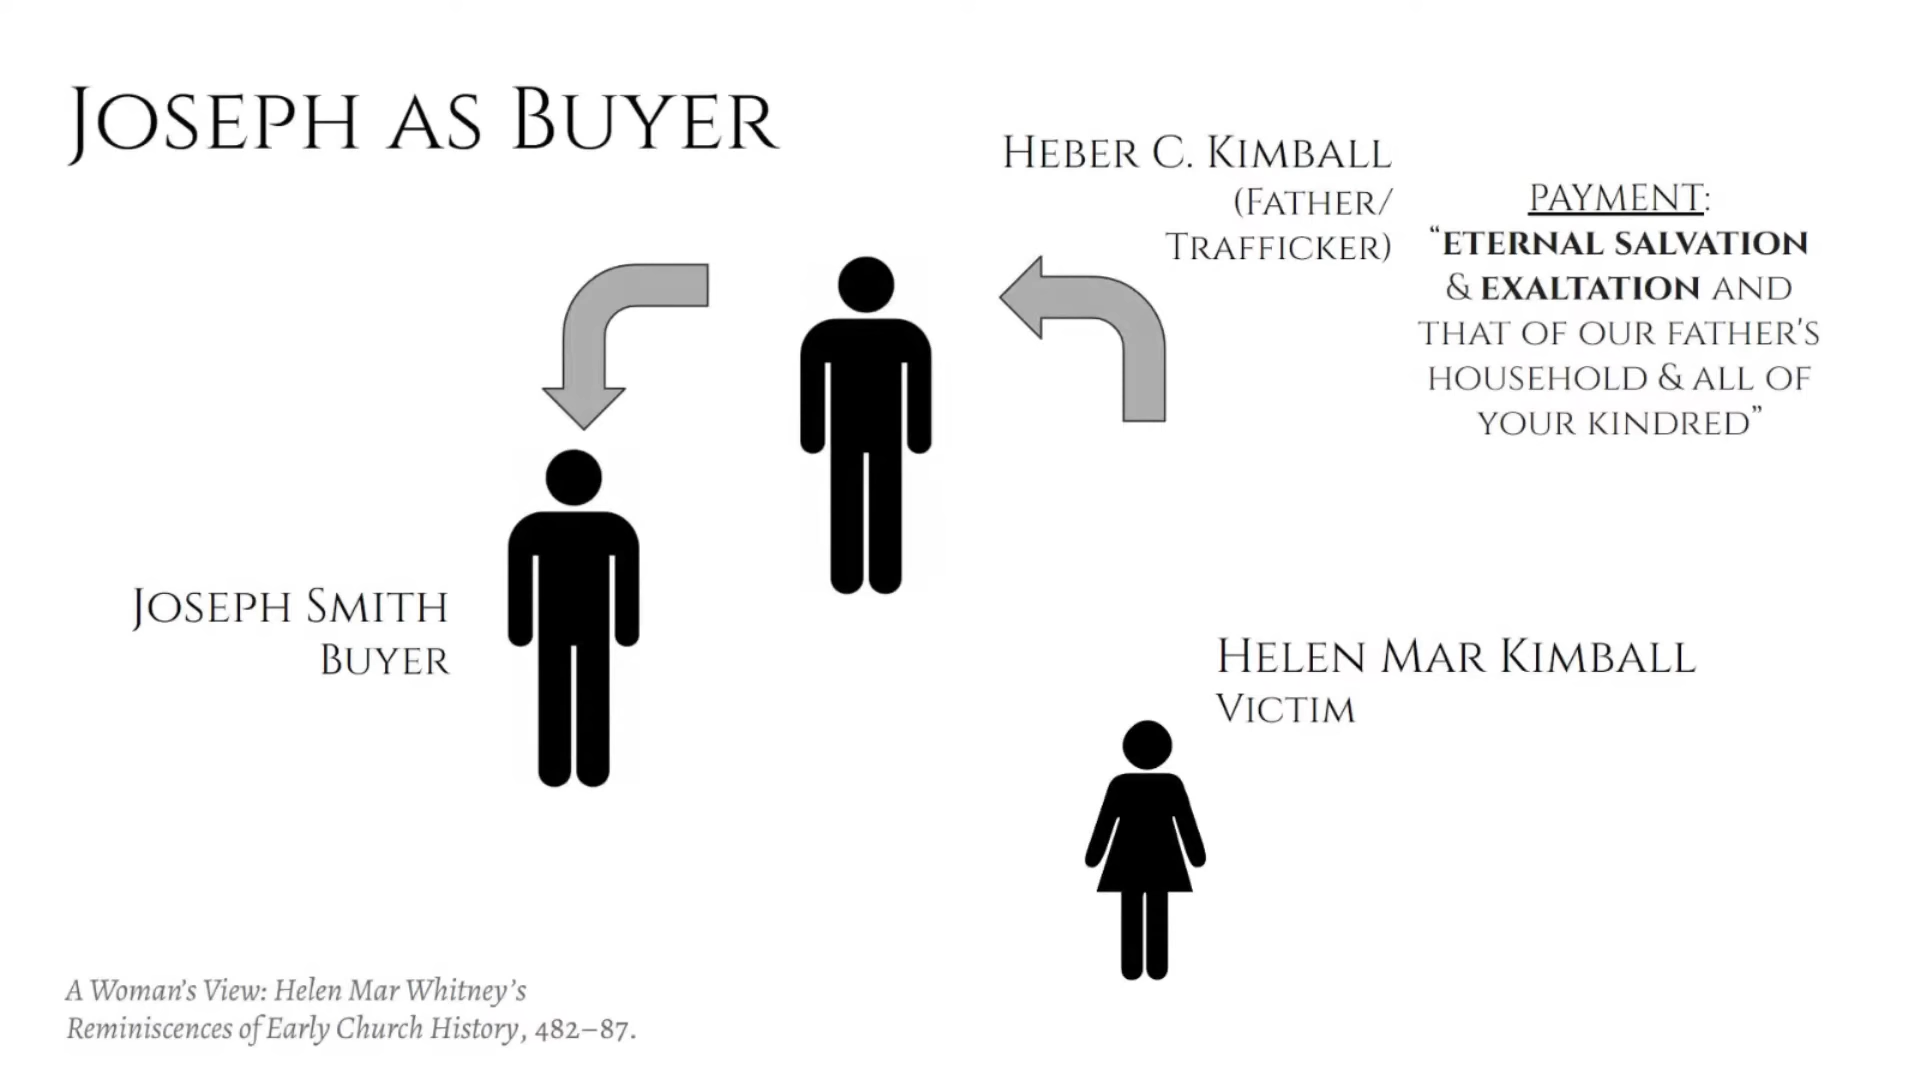 Joseph as Buyer
Heber C. Kimball
(Father/
Trafficker)
PAYMENT:
“ETERNAL SALVATION
& EXALTATION AND
THAT OF OUR FATHER'S
HOUSEHOLD & ALL OF
YOUR KINDRED”
Joseph Smith
Buyer
Helen Mar Kimball
Victim
A Woman’s View: Helen Mar Whitney’s
Reminiscences of Early Church History, 482–87.